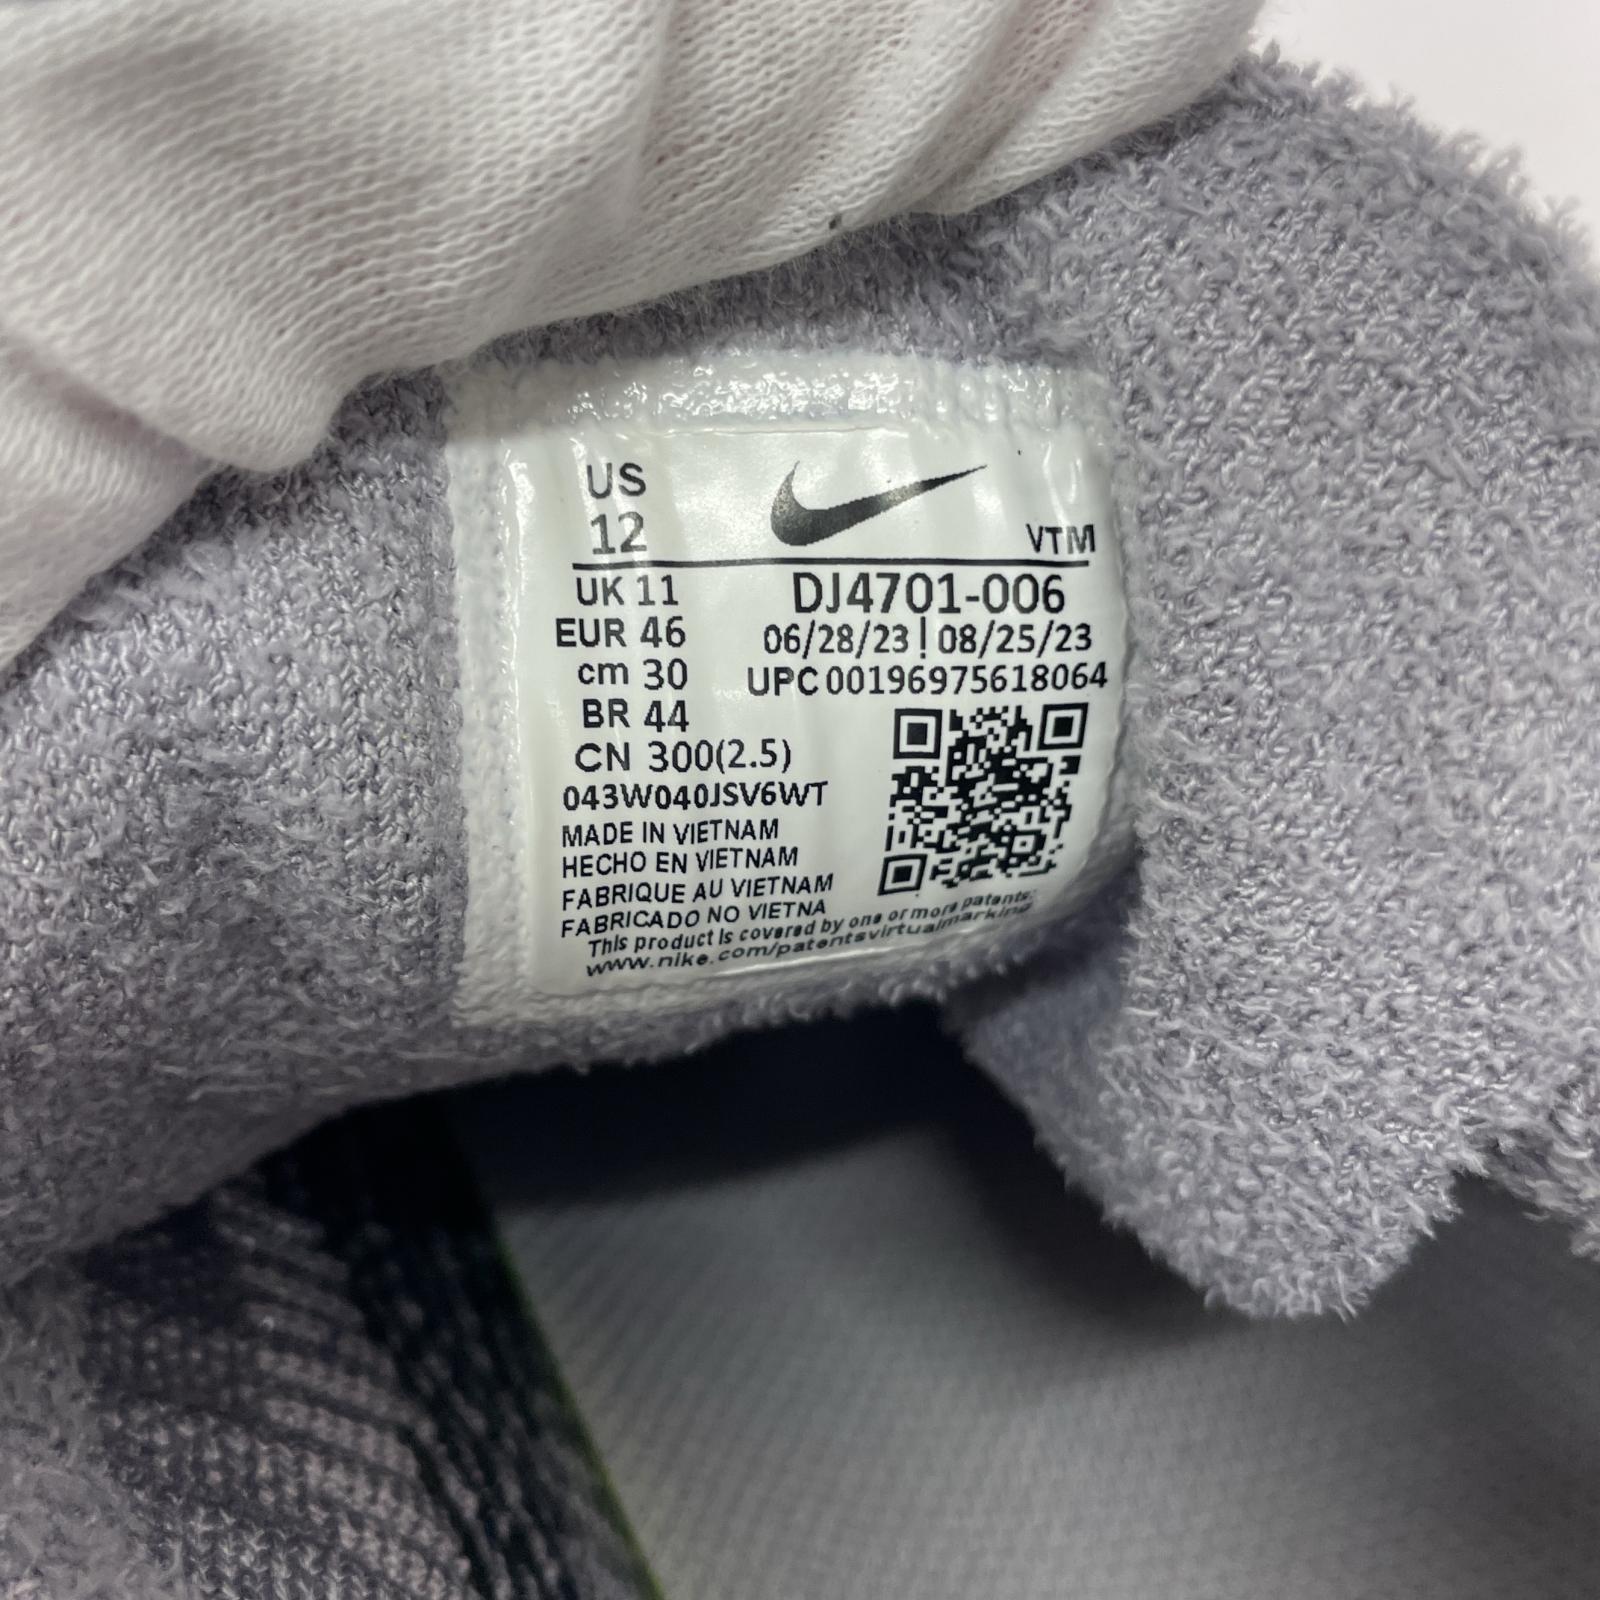 US
12
VTM
UK 11
EUR 46
cm 30
BR 44
CN 300(2.5)
DJ4701-006
06/28/23 | 08/25/23
UPC 00196975618064
043W040JSV6WT
MADE IN VIETNAM
HECHO EN VIETNAM
FABRIQUE AU VIETNAM
FABRICADO NO VIETNA
This product is covered by one or more patents:
www.nike.com/patentsvirtualmarking